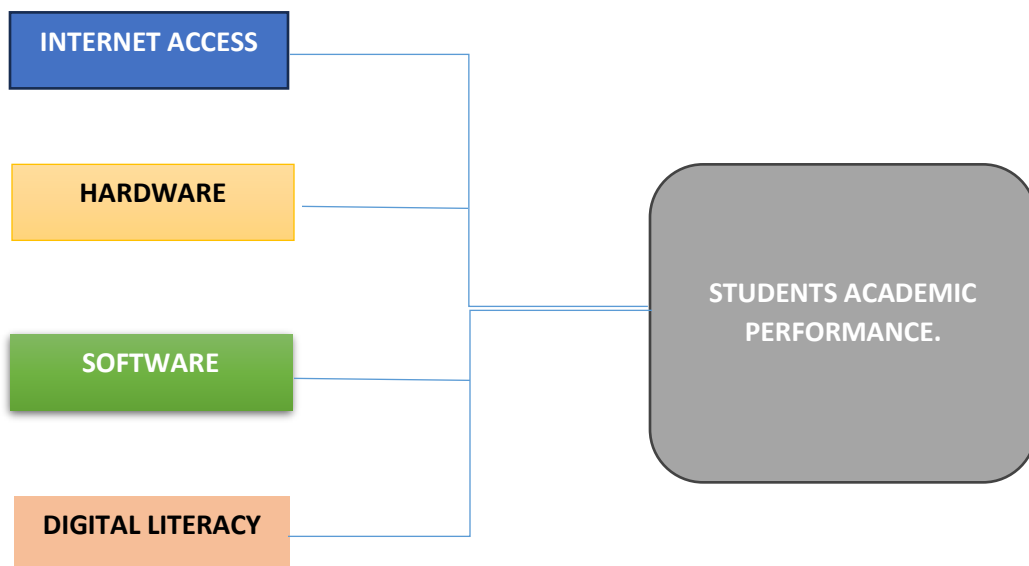 INTERNET ACCESS
HARDWARE
SOFTWARE
DIGITAL LITERACY
STUDENTS ACADEMIC
PERFORMANCE.